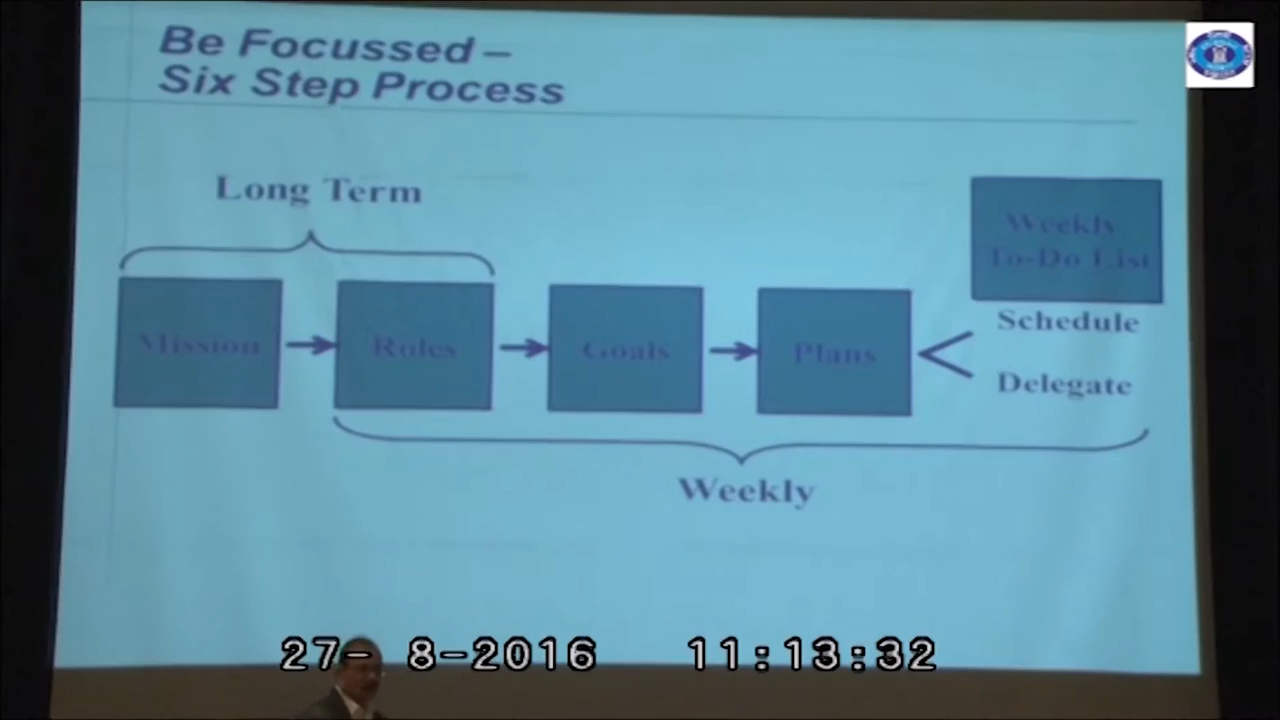 Be Focussed –
Six Step Process
Long Term
Weekly
To-Do List
Mission
Roles
Goals
Plans
Schedule
Delegate
Weekly
27- 8-2016 11:13:32